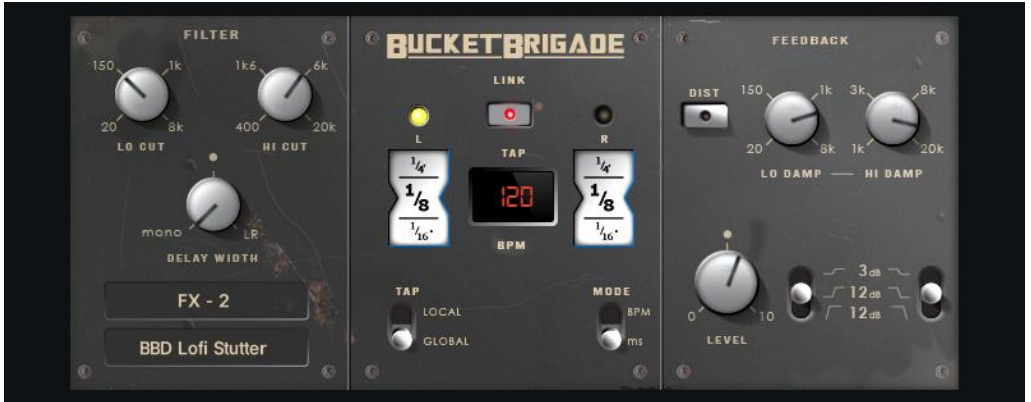 FILTER
150
1k
20
8k
LO CUT
1k6
6k
400
20k
HI CUT
mono
LR
DELAY WIDTH
FX - 2
BBD Lofi Stutter
BUCKETBRIGADE
LINK
L
R
TAP
1/4·
1/8
1/16·
120
1/4·
1/8
1/16·
BPM
TAP
LOCAL
GLOBAL
MODE
BPM
ms
FEEDBACK
DIST
150
1k
20
8k
LO DAMP
3k
8k
1k
20k
HI DAMP
0
10
LEVEL
3dB
12dB
12dB